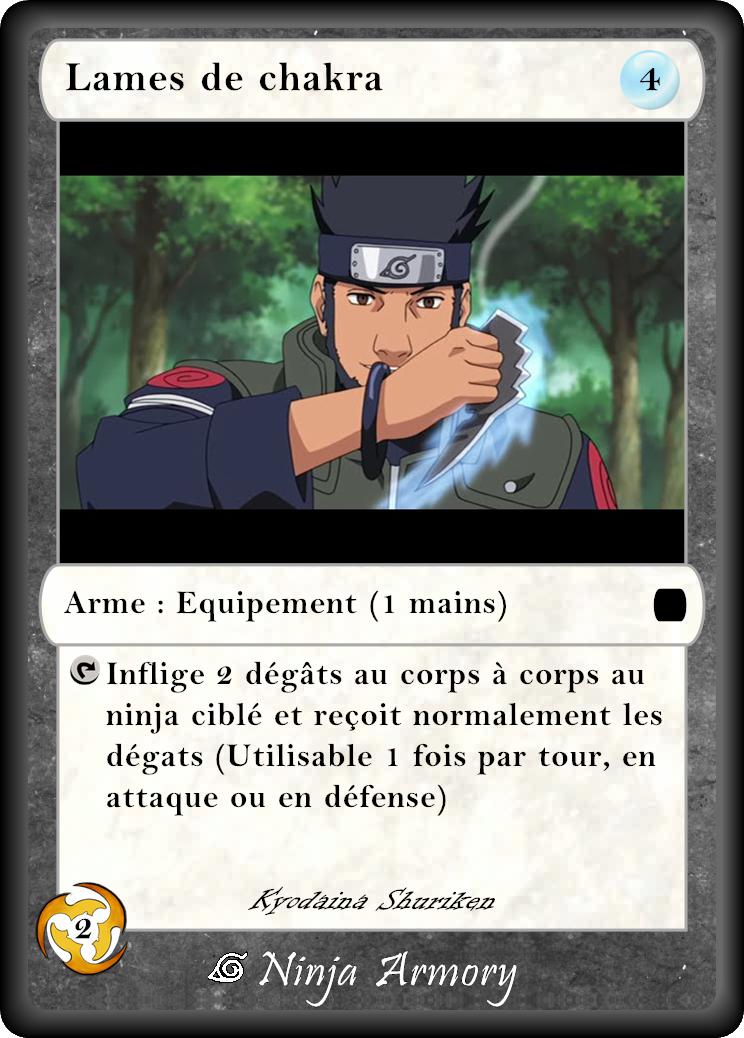 Lames de chakra
4
Arme : Equipement (1 mains)
Inflige 2 dégâts au corps à corps au
ninja ciblé et reçoit normalement les
dégats (Utilisable 1 fois par tour, en
attaque ou en défense)
Kyodaina Shuriken
2
Ninja Armory